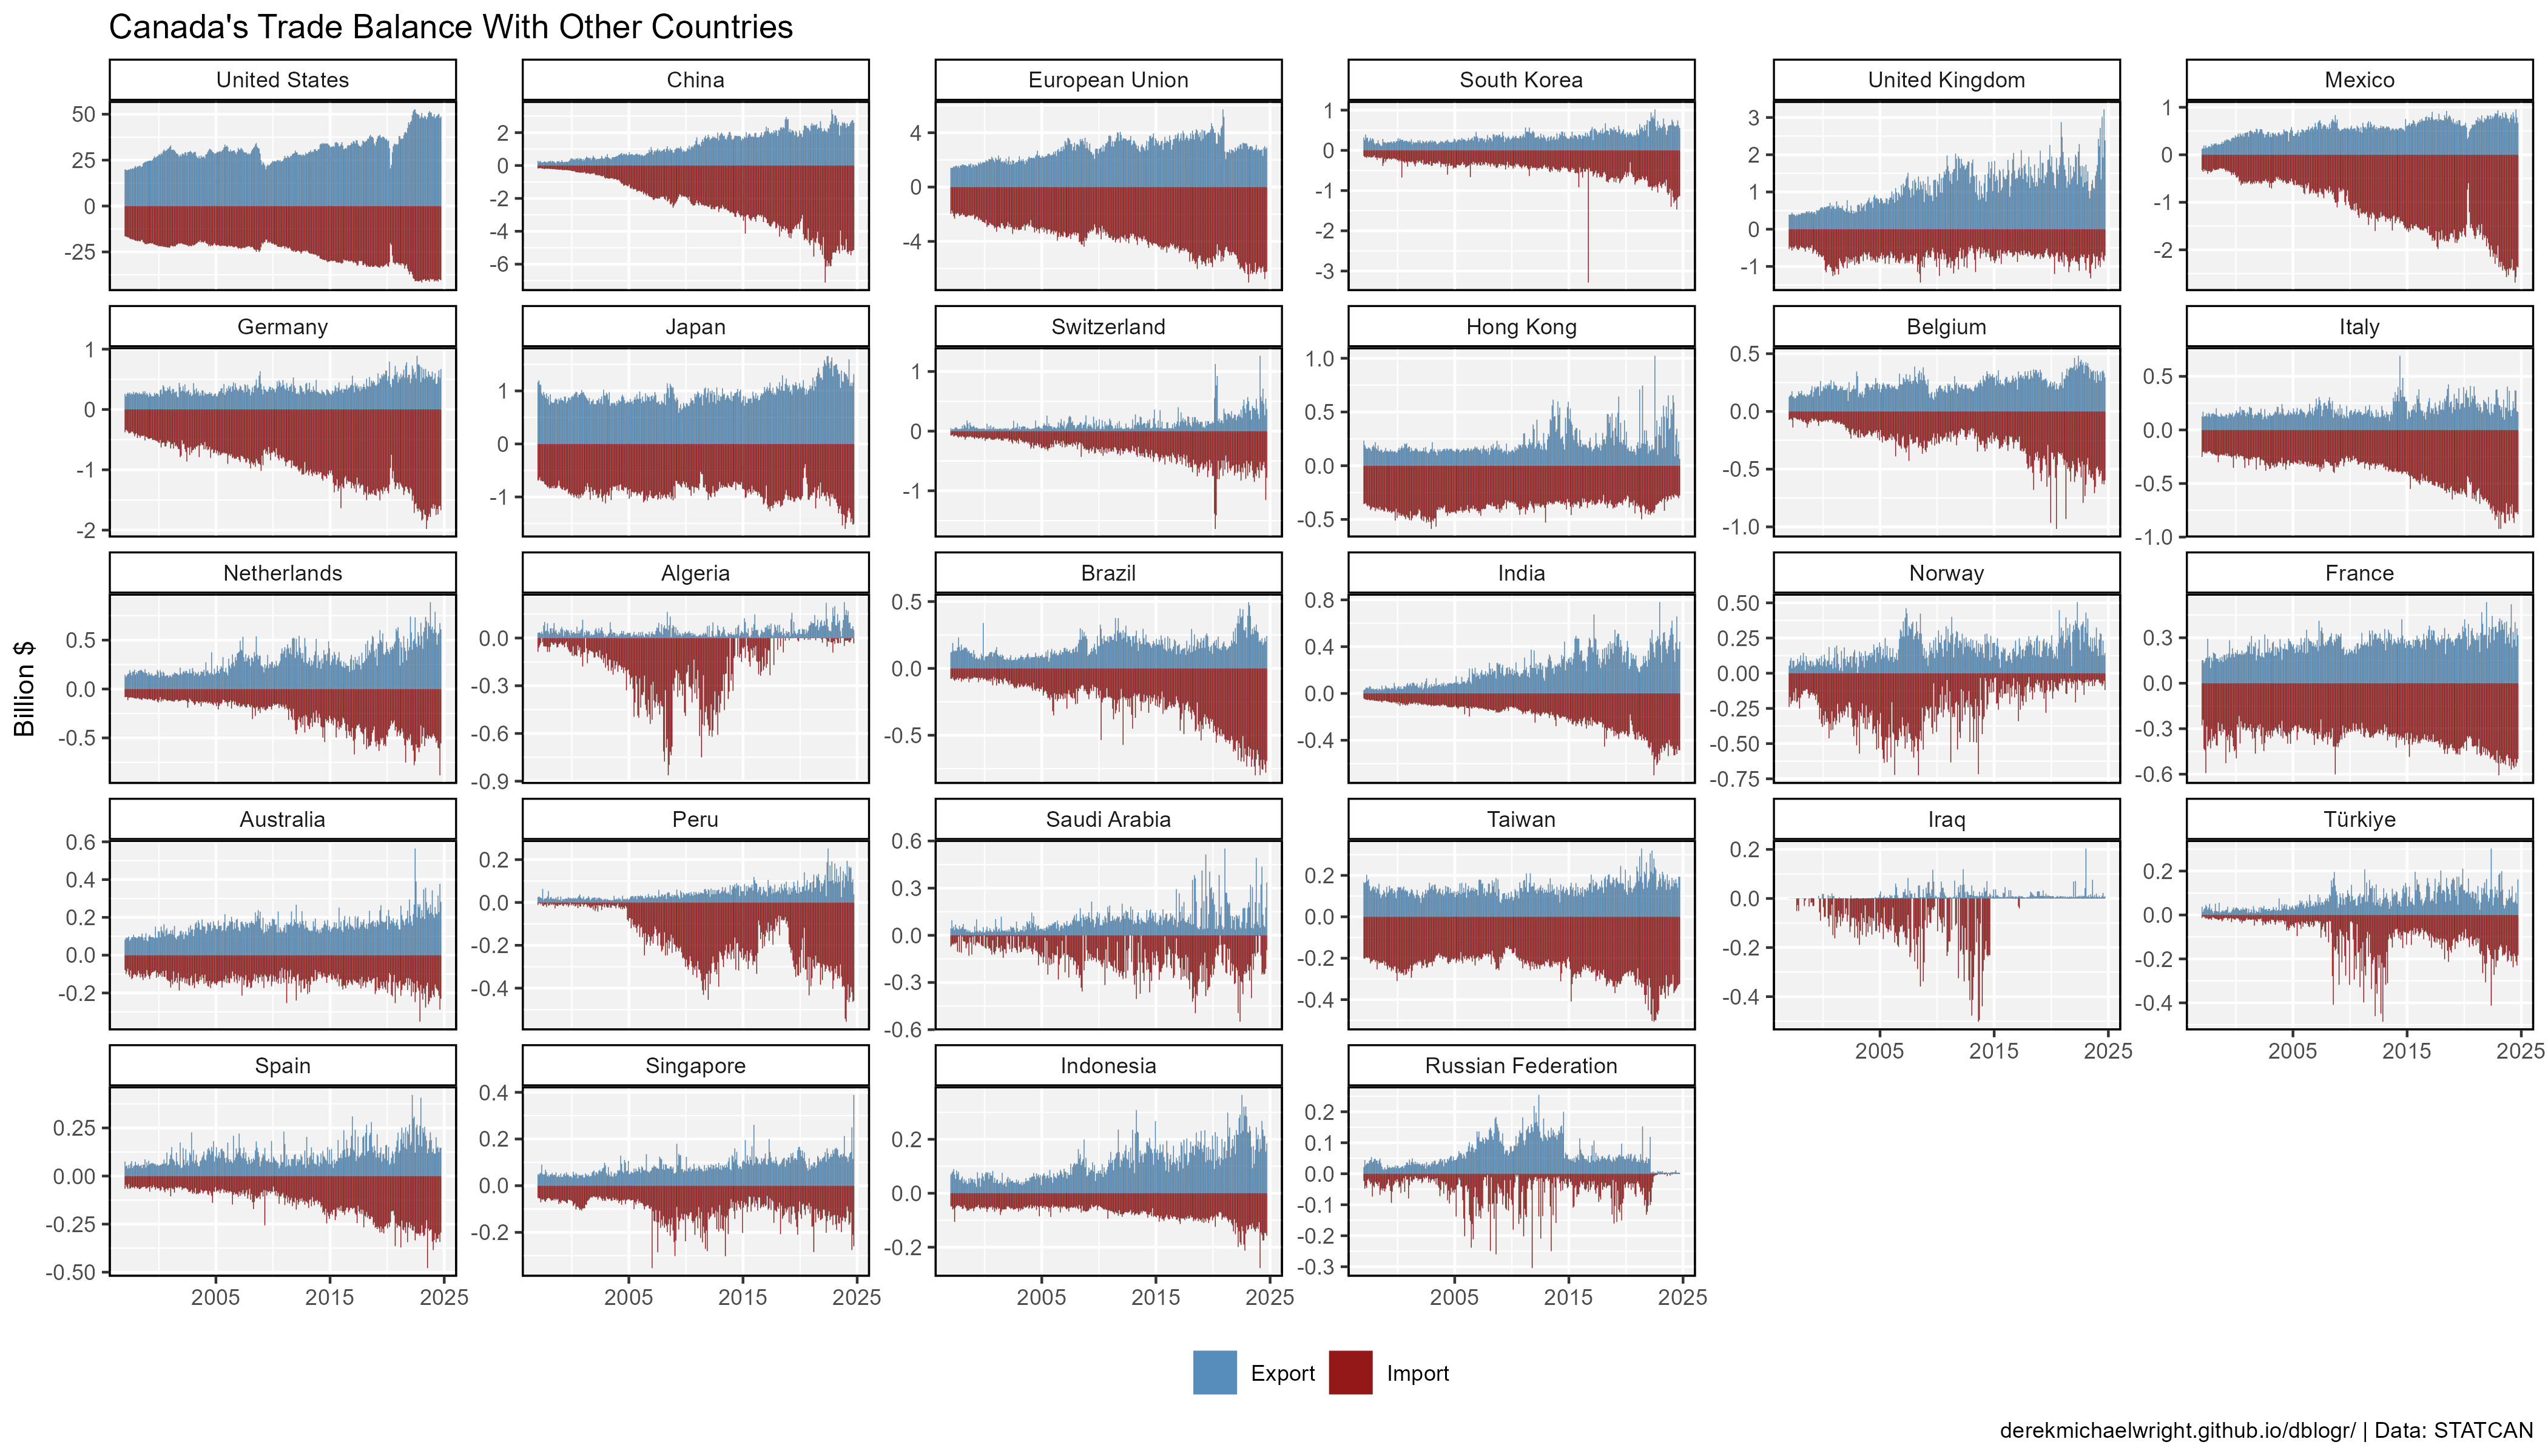 Canada's Trade Balance With Other Countries
United States
China
European Union
South Korea
United Kingdom
Mexico
50
25
0
-25
2
0
-2
-4
-6
4
0
-4
1
0
-1
-2
-3
3
2
1
0
-1
1
0
-1
-2
Germany
Japan
Switzerland
Hong Kong
Belgium
Italy
1
0
-1
-2
1
0
-1
1
0
-1
1.0
0.5
0.0
-0.5
0.5
0.0
-0.5
-1.0
0.5
0.0
-0.5
-1.0
Netherlands
Algeria
Brazil
India
Norway
France
0.5
0.0
-0.5
0.0
-0.3
-0.6
-0.9
0.5
0.0
-0.5
0.8
0.4
0.0
-0.4
0.50
0.25
0.00
-0.25
-0.50
-0.75
0.3
0.0
-0.3
-0.6
Billion $
Australia
Peru
Saudi Arabia
Taiwan
Iraq
Türkiye
0.6
0.4
0.2
0.0
-0.2
0.2
0.0
-0.2
-0.4
0.6
0.3
0.0
-0.3
-0.6
0.2
0.0
-0.2
-0.4
0.2
0.0
-0.2
-0.4
0.2
0.0
-0.2
-0.4
2005 2015 2025
2005 2015 2025
Spain
Singapore
Indonesia
Russian Federation
0.25
0.00
-0.25
-0.50
0.4
0.2
0.0
-0.2
0.2
0.0
-0.2
0.2
0.1
0.0
-0.1
-0.2
-0.3
2005 2015 2025
2005 2015 2025
2005 2015 2025
2005 2015 2025
Export
Import
derekmichaelwright.github.io/dblogr/ | Data: STATCAN